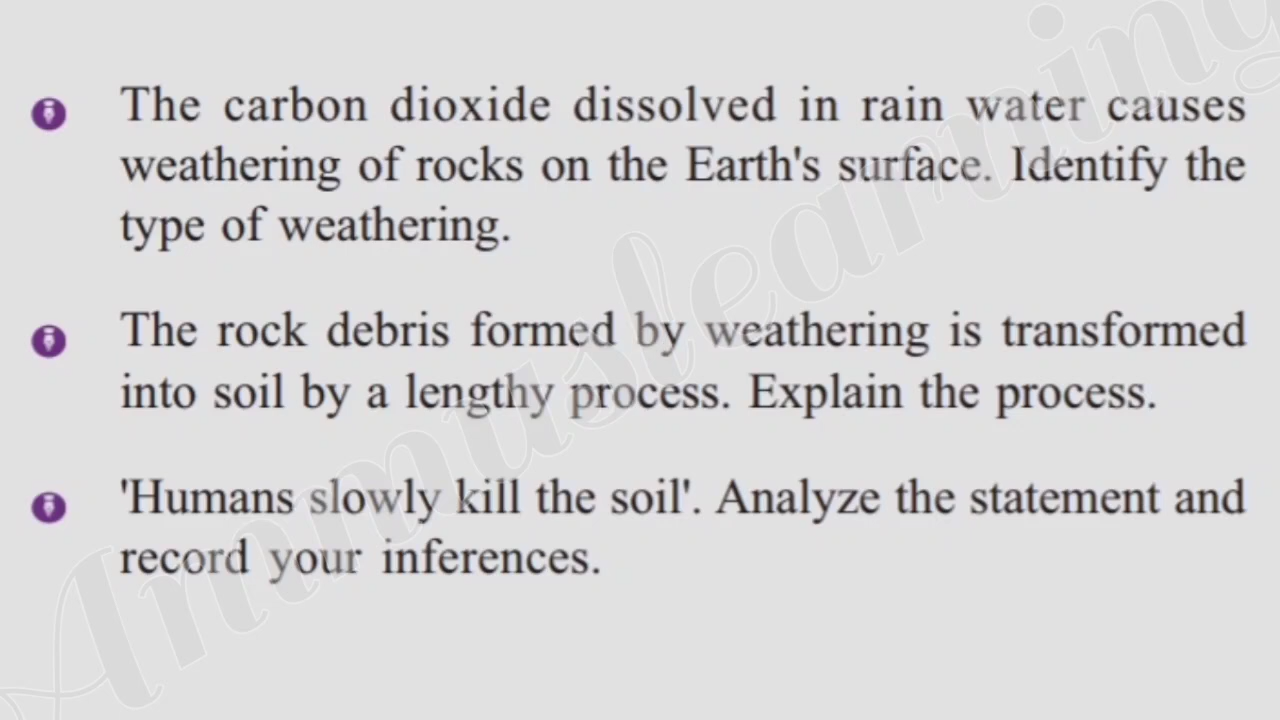 The carbon dioxide dissolved in rain water causes
weathering of rocks on the Earth's surface. Identify the
type of weathering.
The rock debris formed by weathering is transformed
into soil by a lengthy process. Explain the process.
'Humans slowly kill the soil'. Analyze the statement and
record your inferences.
Ammuslearning